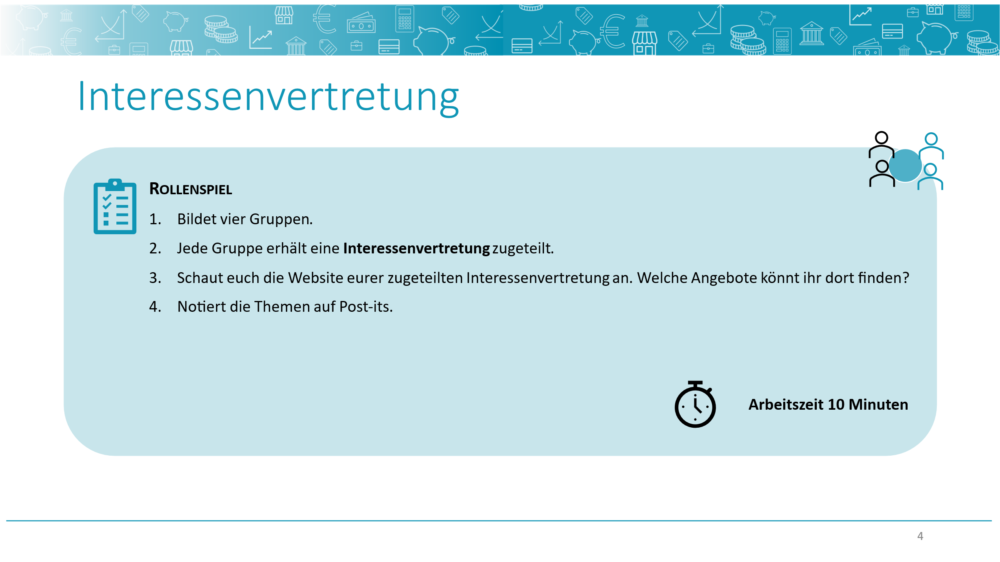 Interessenvertretung
ROLLENSPIEL
1. Bildet vier Gruppen.
2. Jede Gruppe erhält eine Interessenvertretung zugeteilt.
3. Schaut euch die Website eurer zugeteilten Interessenvertretung an. Welche Angebote könnt ihr dort finden?
4. Notiert die Themen auf Post-its.
Arbeitszeit 10 Minuten
4